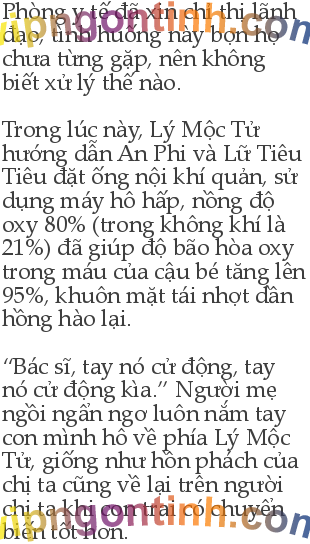 Phòng y tế đã xin chỉ thị lãnh
đạo, tình huống này bọn họ
chưa từng gặp, nên không
biết xử lý thế nào.

Trong lúc này, Lý Mộc Tử
hướng dẫn An Phi và Lữ Tiêu
Tiêu đặt ống nội khí quản, sử
dụng máy hô hấp, nồng độ
oxy 80% (trong không khí là
21%) đã giúp độ bão hòa oxy
trong máu của cậu bé tăng lên
95%, khuôn mặt tái nhợt dần
hồng hào lại.

“Bác sĩ, tay nó cử động, tay
nó cử động kìa.” Người mẹ
ngồi ngẩn ngơ luôn nắm tay
con mình hô về phía Lý Mộc
Tử, giống như hồn phách của
chị ta cũng về lại trên người
chị ta khi con trai có chuyển
biến tốt hơn.